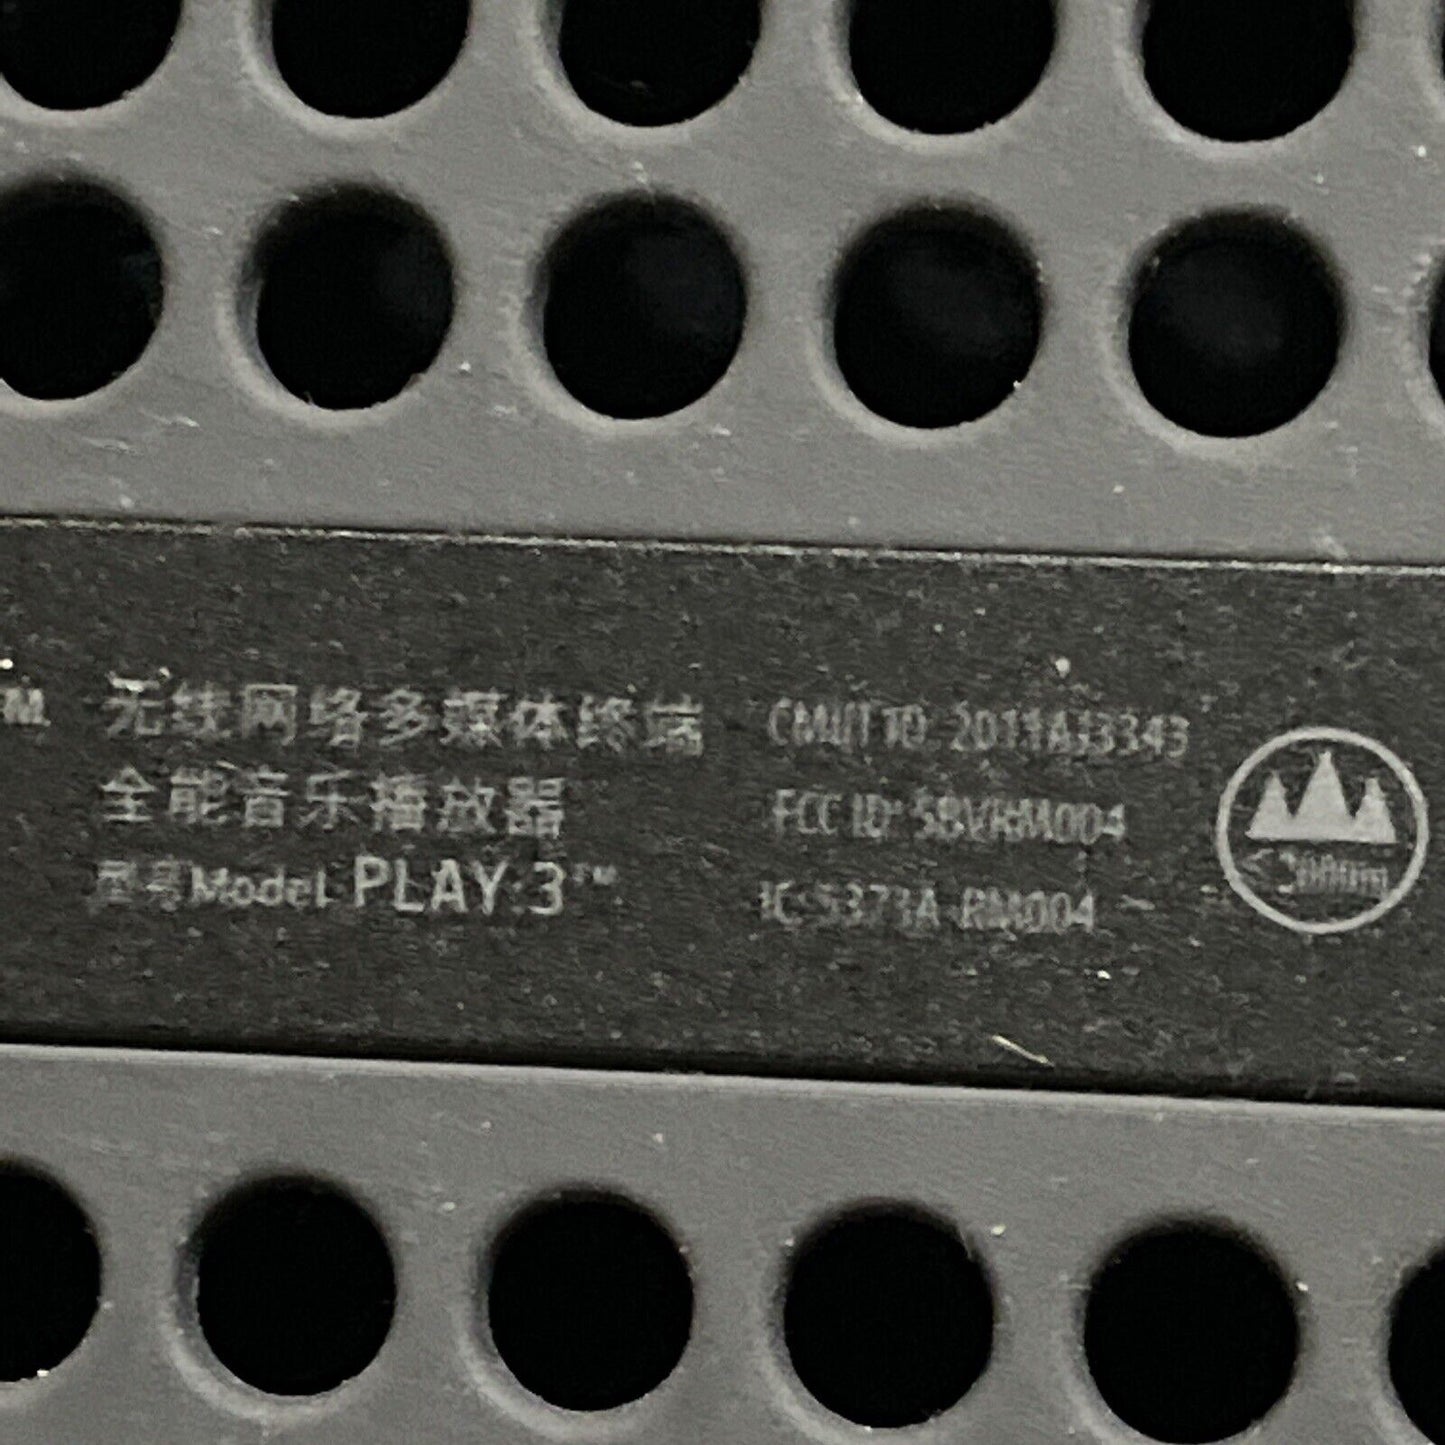 ™ 无线网络多媒体终端
全能音乐播放器
型号Model: PLAY:3™
CMIIT ID: 2011AJ3343
FCC ID: SBVRM004
IC:5373A-RM004